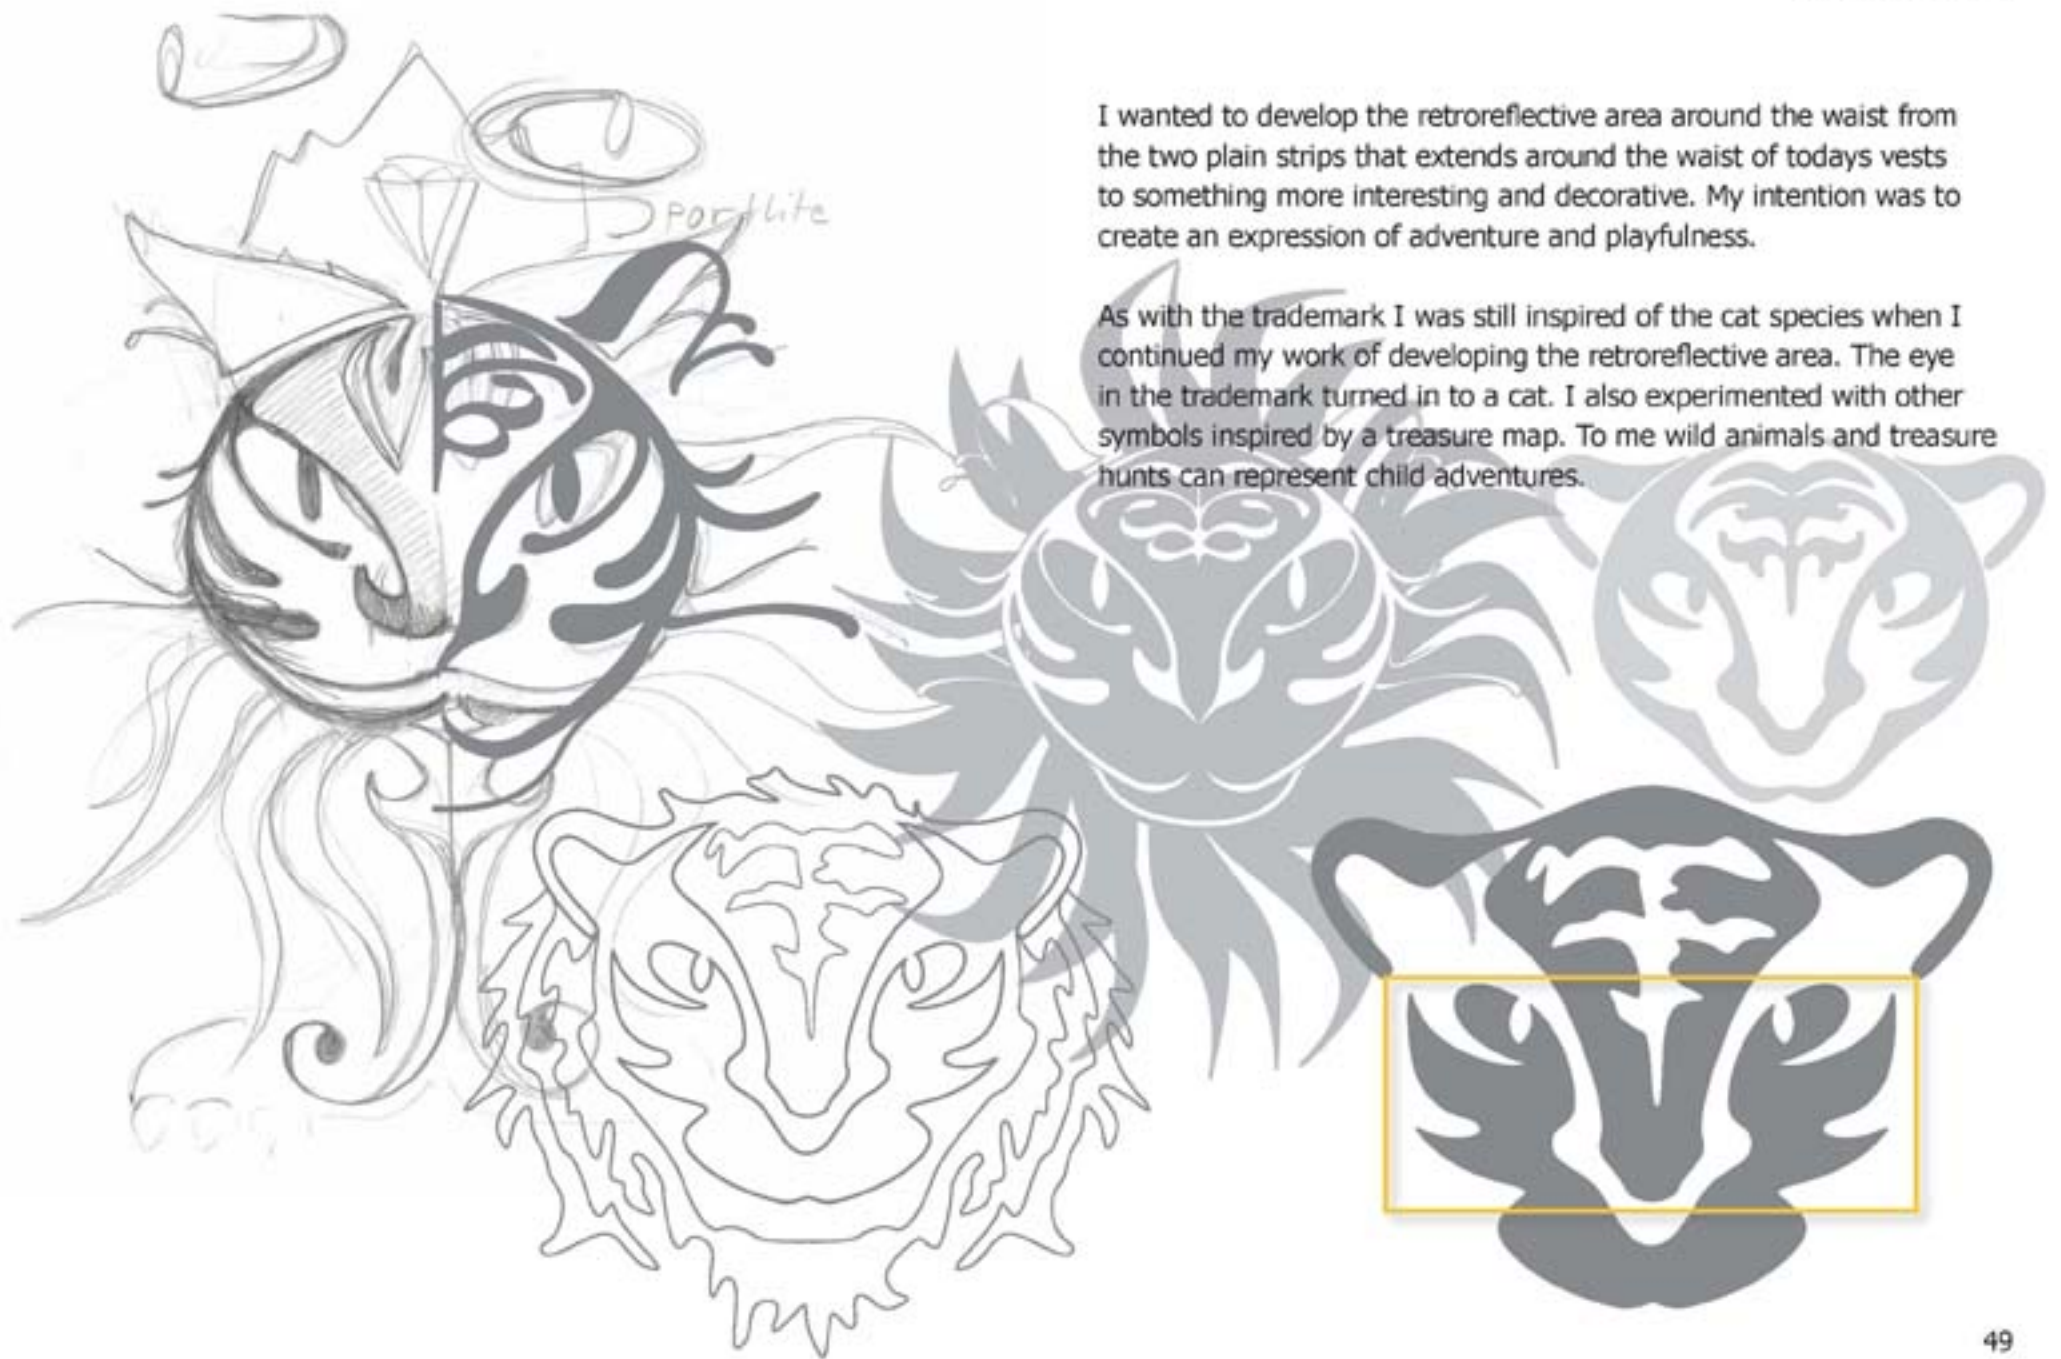 Sportlite
I wanted to develop the retroreflective area around the waist from
the two plain strips that extends around the waist of todays vests
to something more interesting and decorative. My intention was to
create an expression of adventure and playfulness.
As with the trademark I was still inspired of the cat species when I
continued my work of developing the retroreflective area. The eye
in the trademark turned in to a cat. I also experimented with other
symbols inspired by a treasure map. To me wild animals and treasure
hunts can represent child adventures.
49